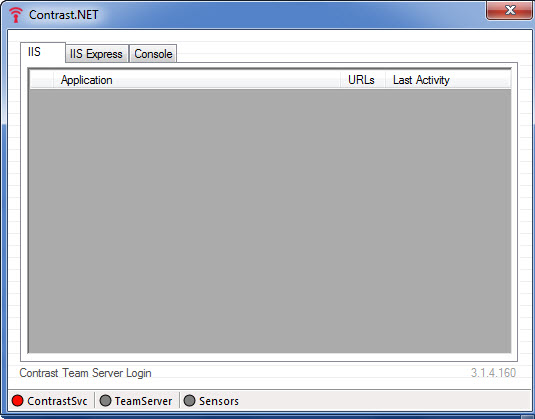 Contrast.NET
IIS IIS Express Console
Application URLs Last Activity
Contrast Team Server Login 3.1.4.160
ContrastSvc TeamServer Sensors